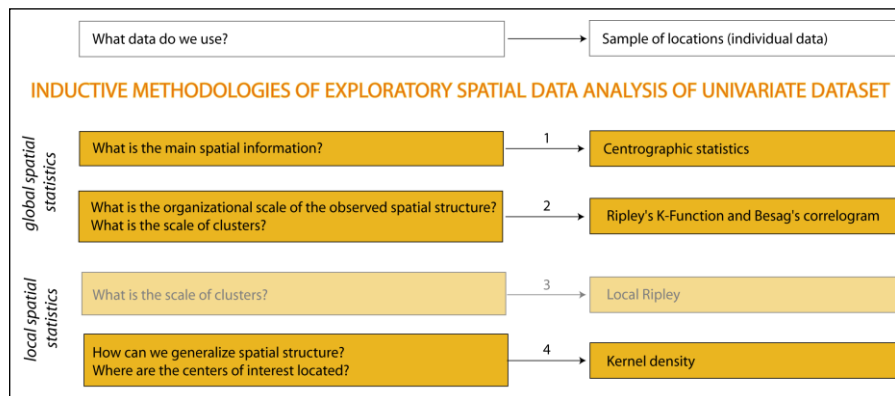 What data do we use?
Sample of locations (individual data)
INDUCTIVE METHODOLOGIES OF EXPLORATORY SPATIAL DATA ANALYSIS OF UNIVARIATE DATASET
global spatial
statistics
What is the main spatial information?
1
Centrographic statistics
What is the organizational scale of the observed spatial structure?
What is the scale of clusters?
2
Ripley's K-Function and Besag's correlogram
local spatial
statistics
What is the scale of clusters?
3
Local Ripley
How can we generalize spatial structure?
Where are the centers of interest located?
4
Kernel density